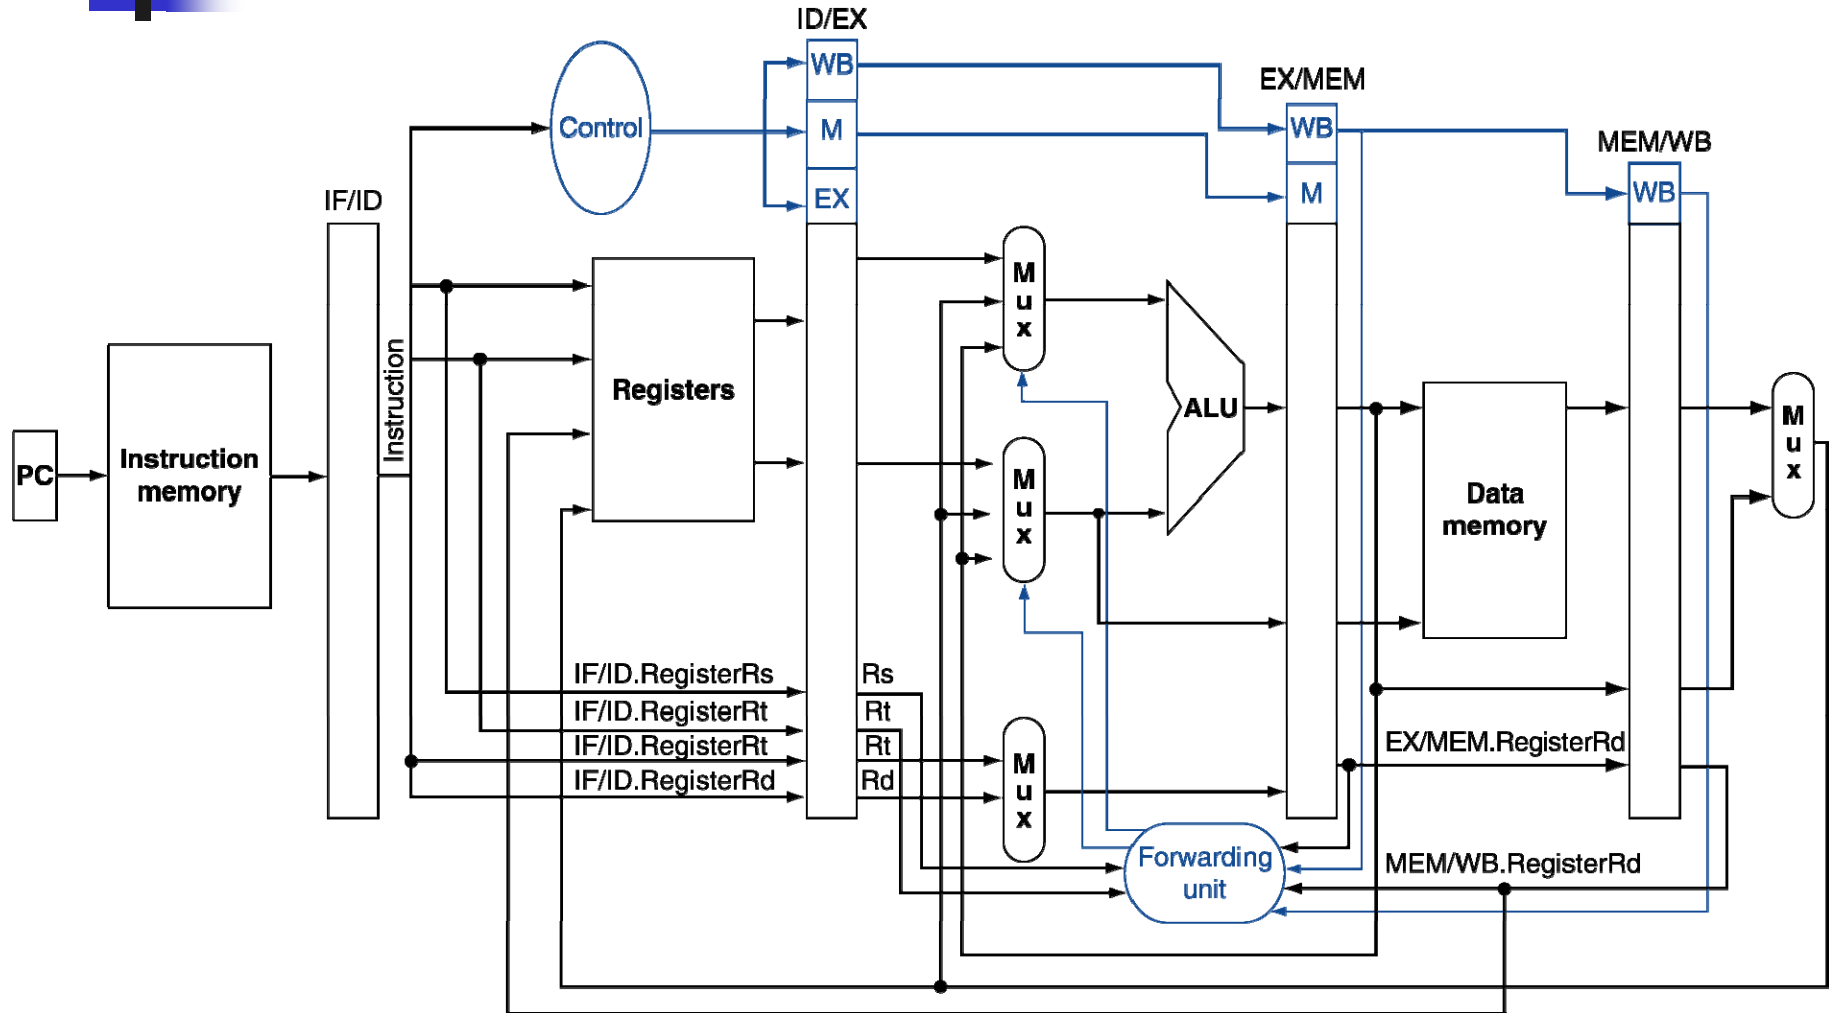 ID/EX
WB
M
EX
Control
EX/MEM
WB
M
MEM/WB
WB
IF/ID
PC
Instruction
memory
Instruction
Registers
M
u
x
M
u
x
ALU
Data
memory
M
u
x
IF/ID.RegisterRs
IF/ID.RegisterRt
IF/ID.RegisterRt
IF/ID.RegisterRd
Rs
Rt
Rt
Rd
M
u
x
EX/MEM.RegisterRd
Forwarding
unit
MEM/WB.RegisterRd